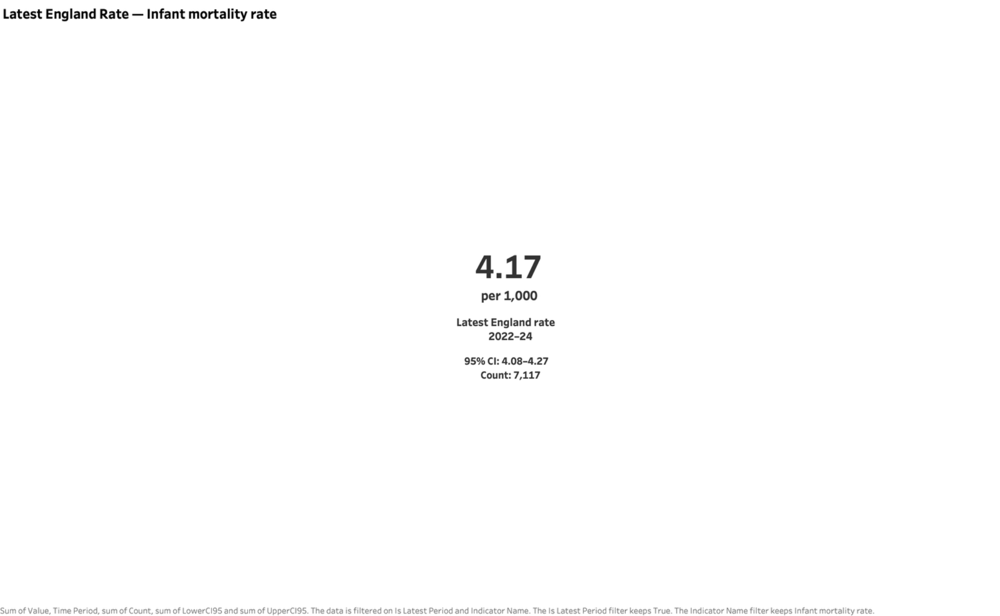 Latest England Rate — Infant mortality rate
4.17
per 1,000
Latest England rate
2022–24
95% CI: 4.08–4.27
Count: 7,117
Sum of Value, Time Period, sum of Count, sum of LowerCI95 and sum of UpperCI95. The data is filtered on Is Latest Period and Indicator Name. The Is Latest Period filter keeps True. The Indicator Name filter keeps Infant mortality rate.